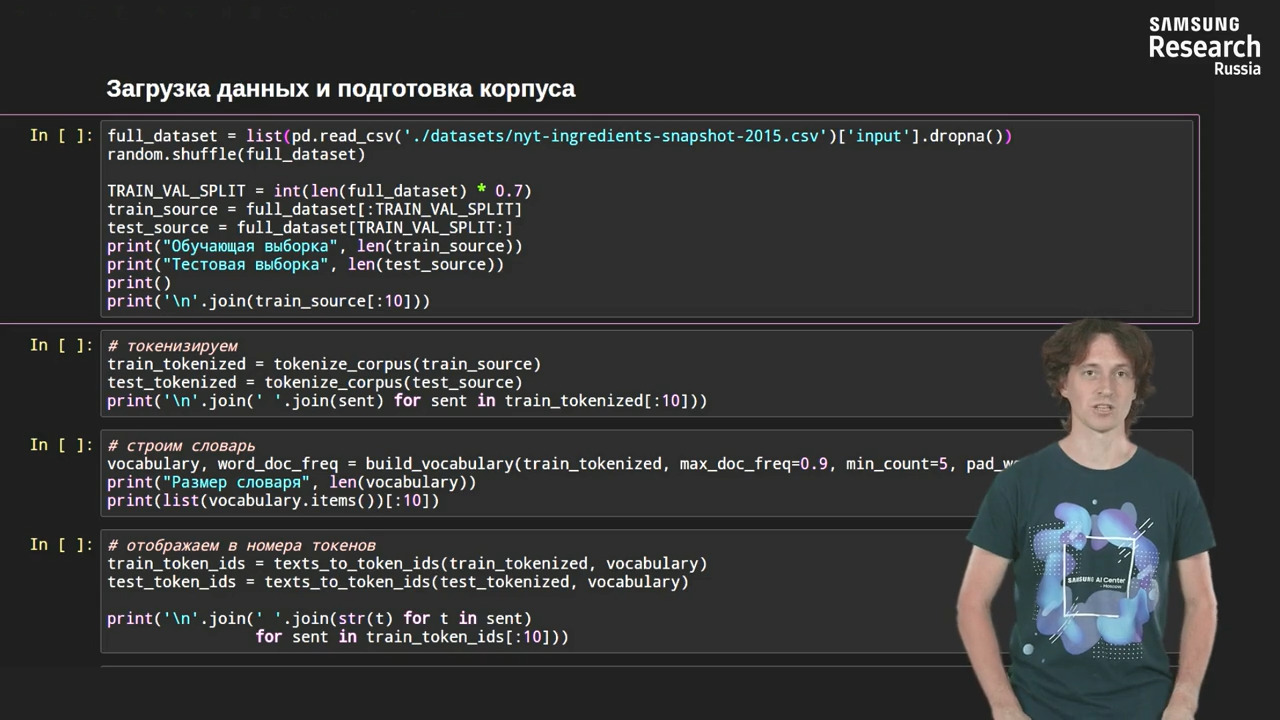 SAMSUNG
Research
Russia
Загрузка данных и подготовка корпуса
In [ ]:
full_dataset = list(pd.read_csv('./datasets/nyt-ingredients-snapshot-2015.csv')['input'].dropna())
random.shuffle(full_dataset)
TRAIN_VAL_SPLIT = int(len(full_dataset) * 0.7)
train_source = full_dataset[:TRAIN_VAL_SPLIT]
test_source = full_dataset[TRAIN_VAL_SPLIT:]
print("Обучающая выборка", len(train_source))
print("Тестовая выборка", len(test_source))
print()
print('\n'.join(train_source[:10]))
In [ ]:
# токенизируем
train_tokenized = tokenize_corpus(train_source)
test_tokenized = tokenize_corpus(test_source)
print('\n'.join(' '.join(sent) for sent in train_tokenized[:10]))
In [ ]:
# строим словарь
vocabulary, word_doc_freq = build_vocabulary(train_tokenized, max_doc_freq=0.9, min_count=5,
print("Размер словаря", len(vocabulary))
print(list(vocabulary.items())[:10])
In [ ]:
# отображаем в номера токенов
train_token_ids = texts_to_token_ids(train_tokenized, vocabulary)
test_token_ids = texts_to_token_ids(test_tokenized, vocabulary)
print('\n'.join(' '.join(str(t) for t in sent)
for sent in train_token_ids[:10]))
SAMSUNG AI Center
- Moscow